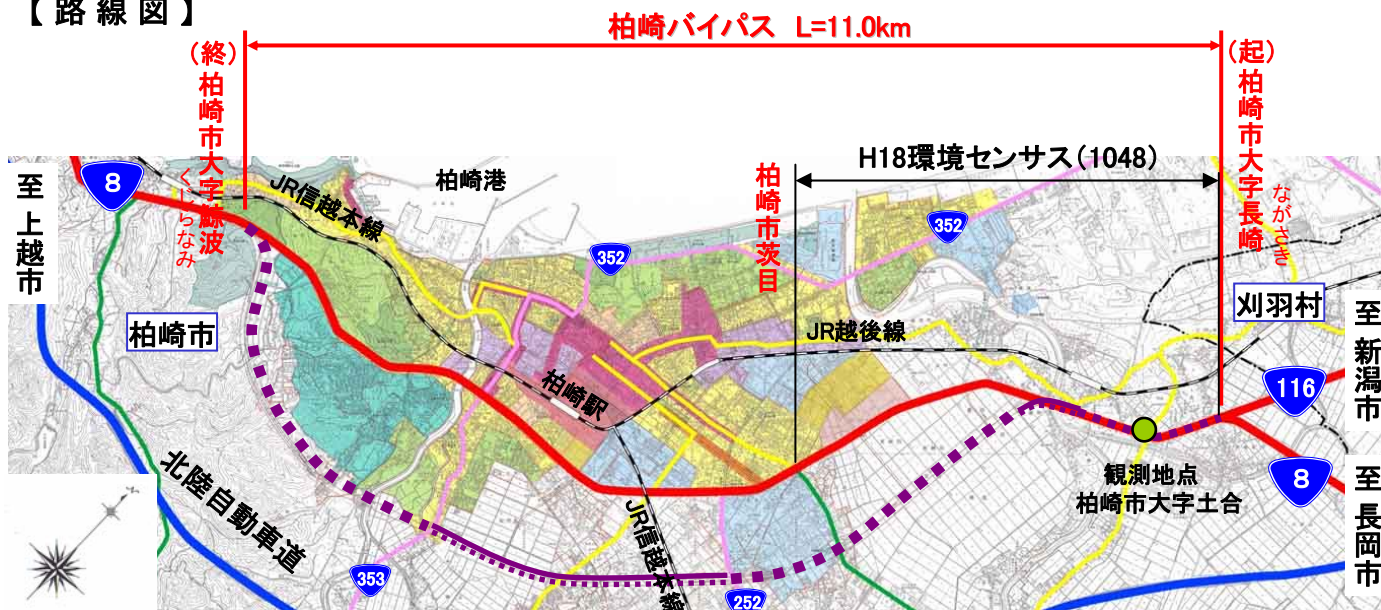 【路線図】
柏崎バイパス L=11.0km
(終)柏崎市大字鯨波
くじらなみ
(起)柏崎市大字長崎
ながさき
H18環境センサス(1048)
柏崎市茨目
至上越市
8
JR信越本線
柏崎港
352
352
柏崎市
刈羽村
JR越後線
至新潟市
116
柏崎駅
観測地点
柏崎市大字土合
8
至長岡市
北陸自動車道
JR信越本線
353
252